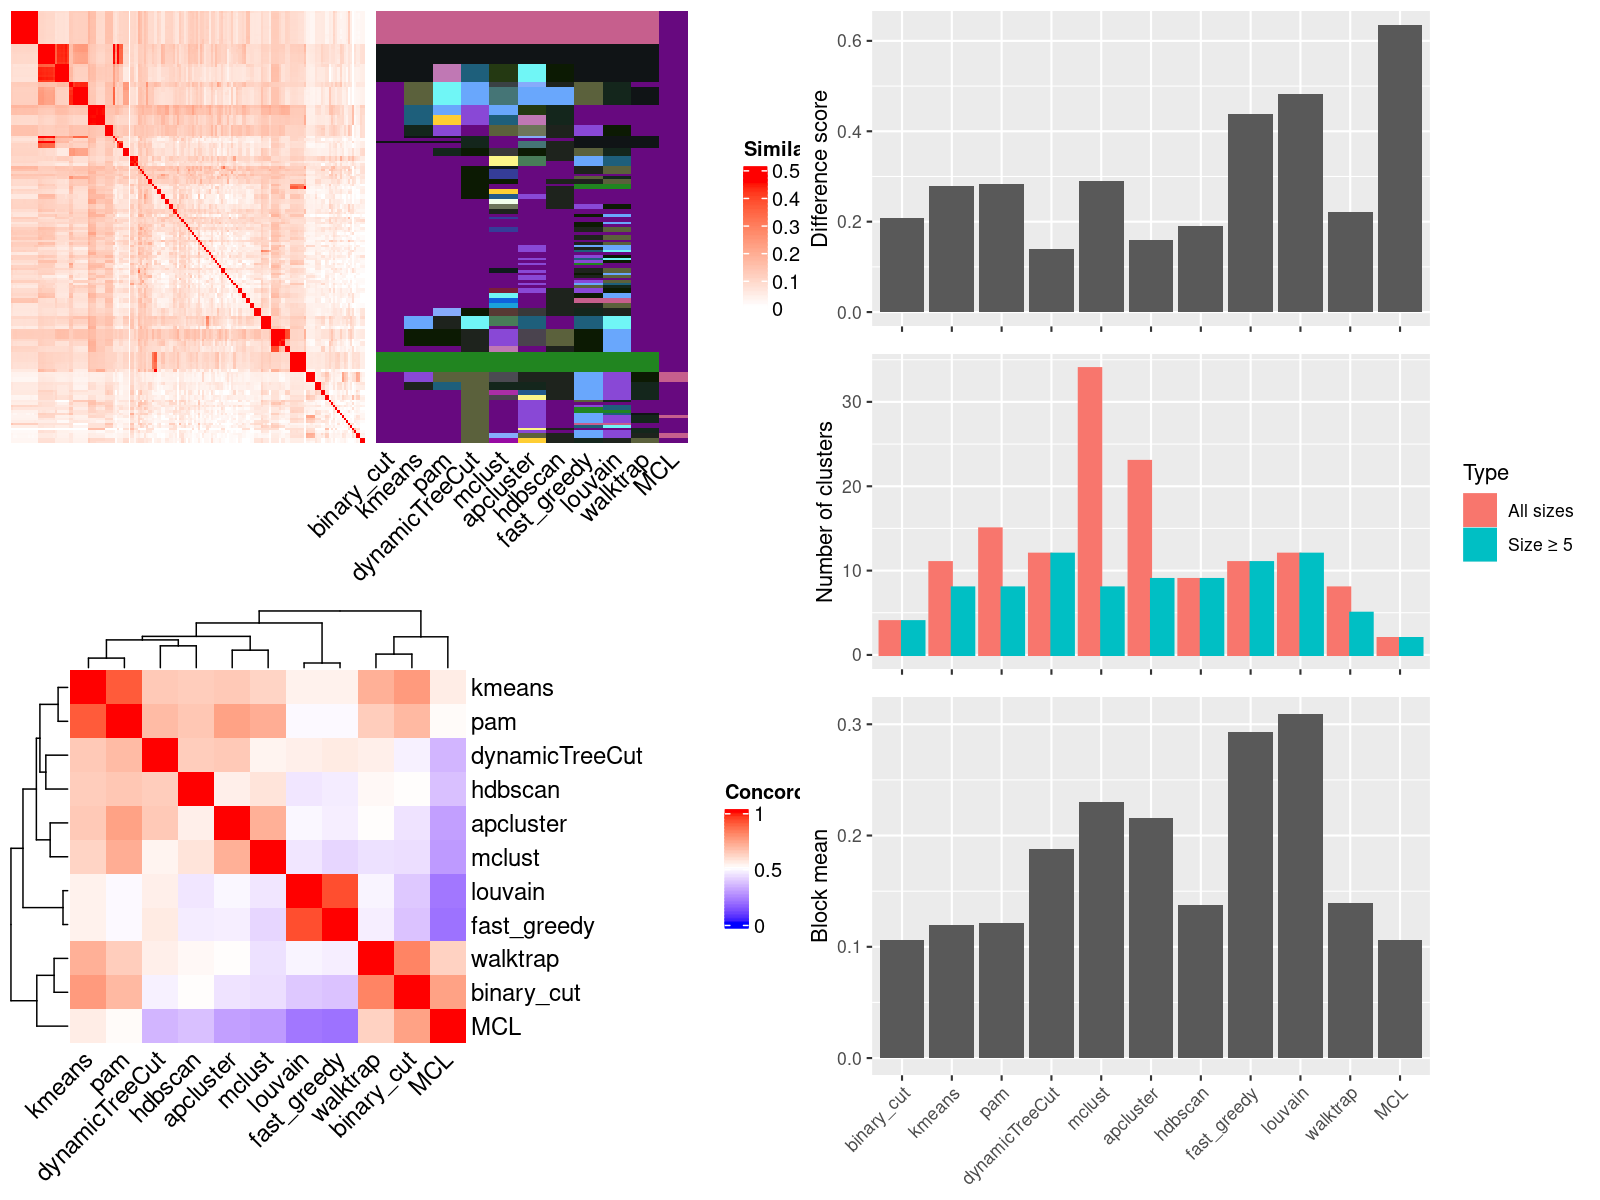 Simila
0.5
0.4
0.3
0.2
0.1
0
binary_cut
kmeans
pam
dynamicTreeCut
mclust
apcluster
hdbscan
fast_greedy
louvain
walktrap
MCL
Concord
1
0.5
0
kmeans
pam
dynamicTreeCut
hdbscan
apcluster
mclust
louvain
fast_greedy
walktrap
binary_cut
MCL
kmeans
pam
dynamicTreeCut
hdbscan
apcluster
mclust
louvain
fast_greedy
walktrap
binary_cut
MCL
Difference score
0.6
0.4
0.2
0.0
Number of clusters
30
20
10
0
Type
All sizes
Size ≥ 5
Block mean
0.3
0.2
0.1
0.0
binary_cut
kmeans
pam
dynamicTreeCut
mclust
apcluster
hdbscan
fast_greedy
louvain
walktrap
MCL